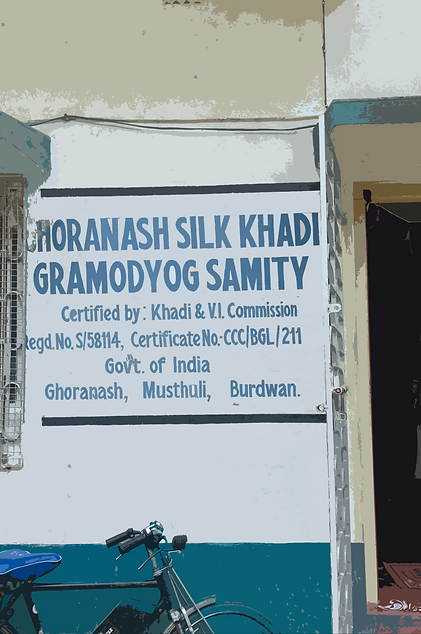 GHORANASH SILK KHADI
GRAMODYOG SAMITY
Certified by: Khadi & V.I. Commission
Regd. No. S/58114, Certificate No.-CCC/BGL/211
Govt. of India
Ghoranash, Musthuli, Burdwan.